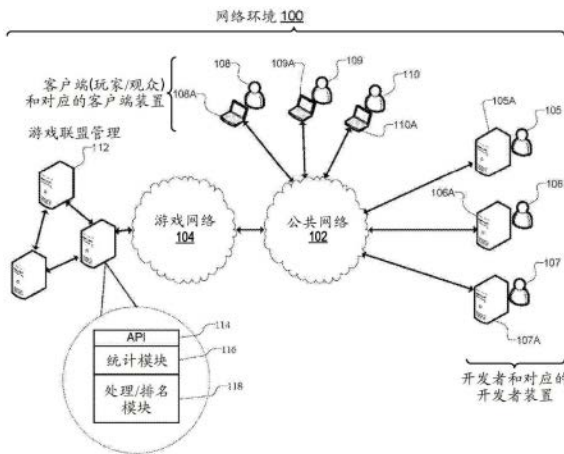 网络环境 100
客户端(玩家/观众)
和对应的客户端装置
108A
108
109A
109
110
110A
游戏联盟管理
112
105A
105
游戏网络
104
公共网络
102
106A
106
107
107A
API
114
统计模块
116
处理/排名
模块
118
开发者和对应的
开发者装置